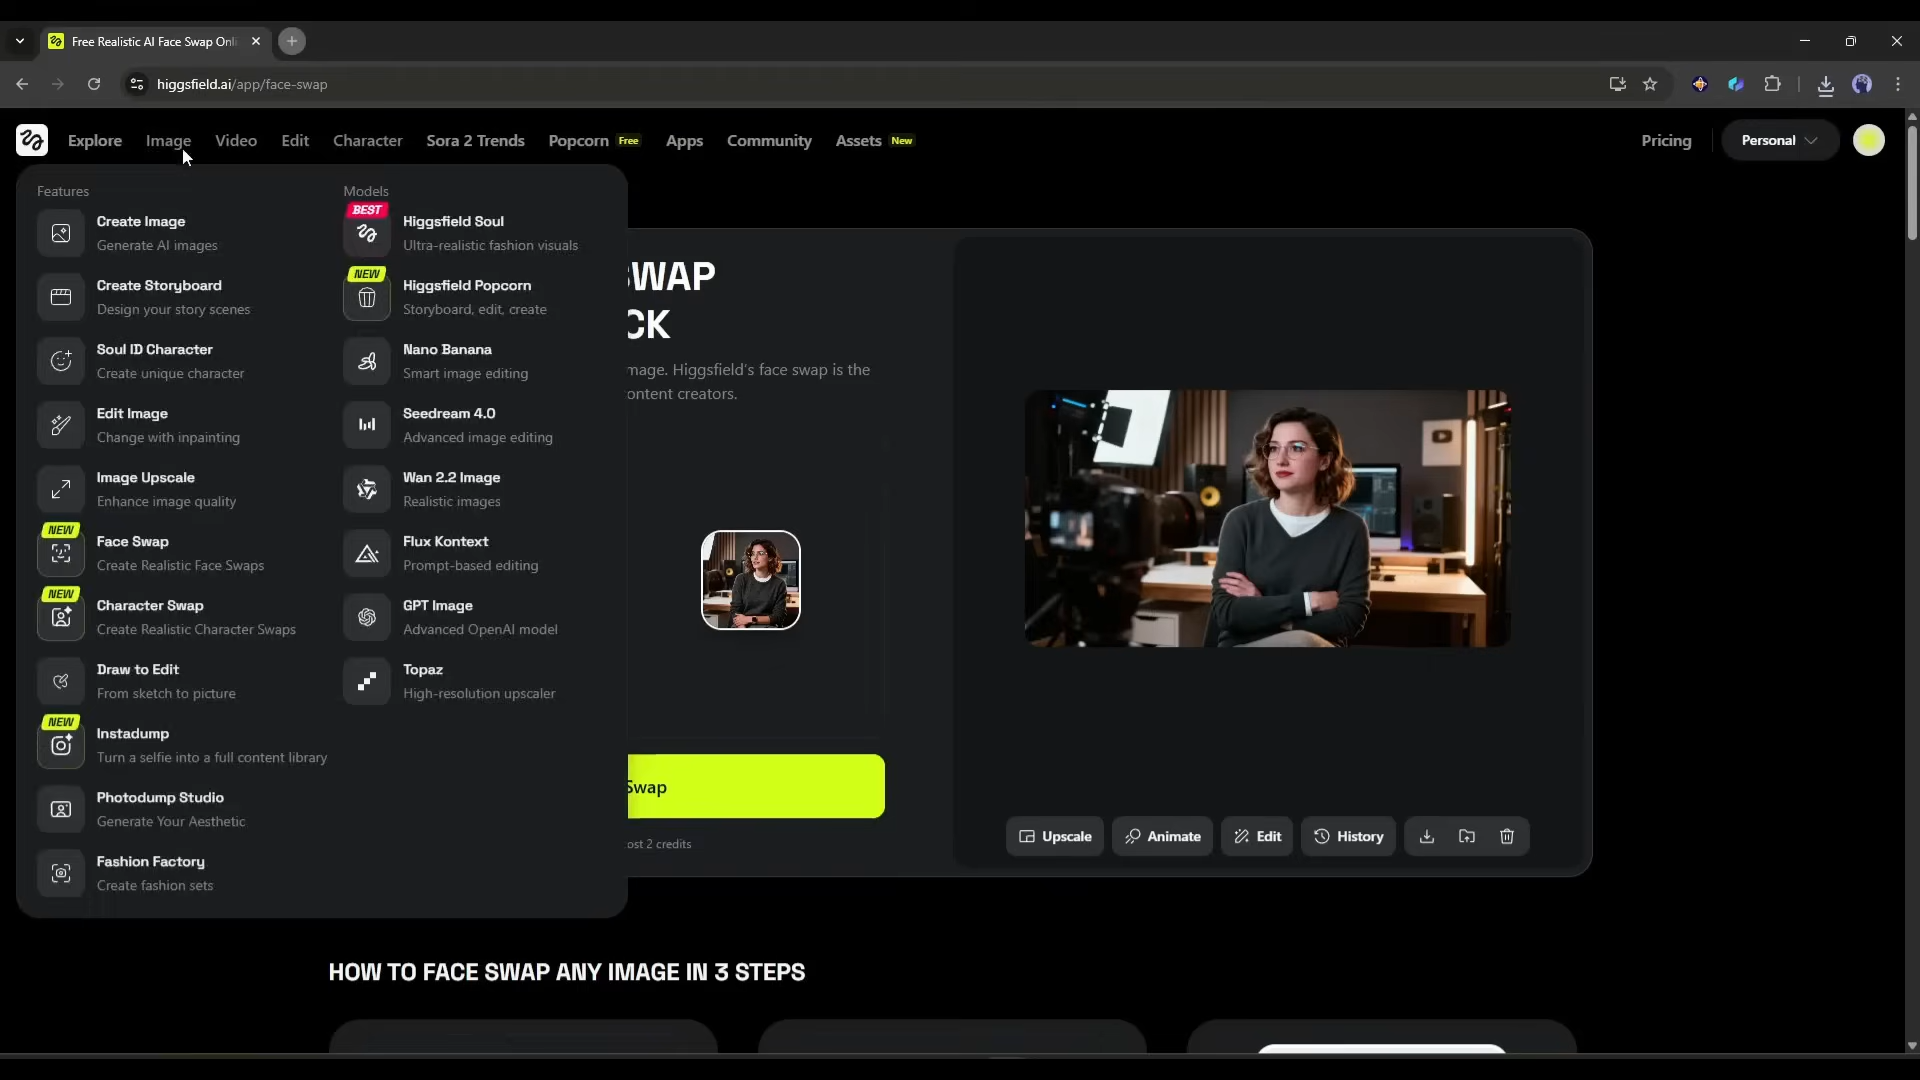 Free Realistic AI Face Swap Onli
higgsfield.ai/app/face-swap
Explore
Image
Video
Edit
Character
Sora 2 Trends
Popcorn Free
Apps
Community
Assets New
Pricing
Personal
Features
Create Image
Generate AI images
Create Storyboard
Design your story scenes
Soul ID Character
Create unique character
Edit Image
Change with inpainting
Image Upscale
Enhance image quality
NEW
Face Swap
Create Realistic Face Swaps
NEW
Character Swap
Create Realistic Character Swaps
Draw to Edit
From sketch to picture
NEW
Instadump
Turn a selfie into a full content library
Photodump Studio
Generate Your Aesthetic
Fashion Factory
Create fashion sets
Models
BEST
Higgsfield Soul
Ultra-realistic fashion visuals
NEW
Higgsfield Popcorn
Storyboard, edit, create
Nano Banana
Smart image editing
Seedream 4.0
Advanced image editing
Wan 2.2 Image
Realistic images
Flux Kontext
Prompt-based editing
GPT Image
Advanced OpenAI model
Topaz
High-resolution upscaler
SWAP
CK
mage. Higgsfield's face swap is the
ontent creators.
Swap
ost 2 credits
Upscale
Animate
Edit
History
HOW TO FACE SWAP ANY IMAGE IN 3 STEPS